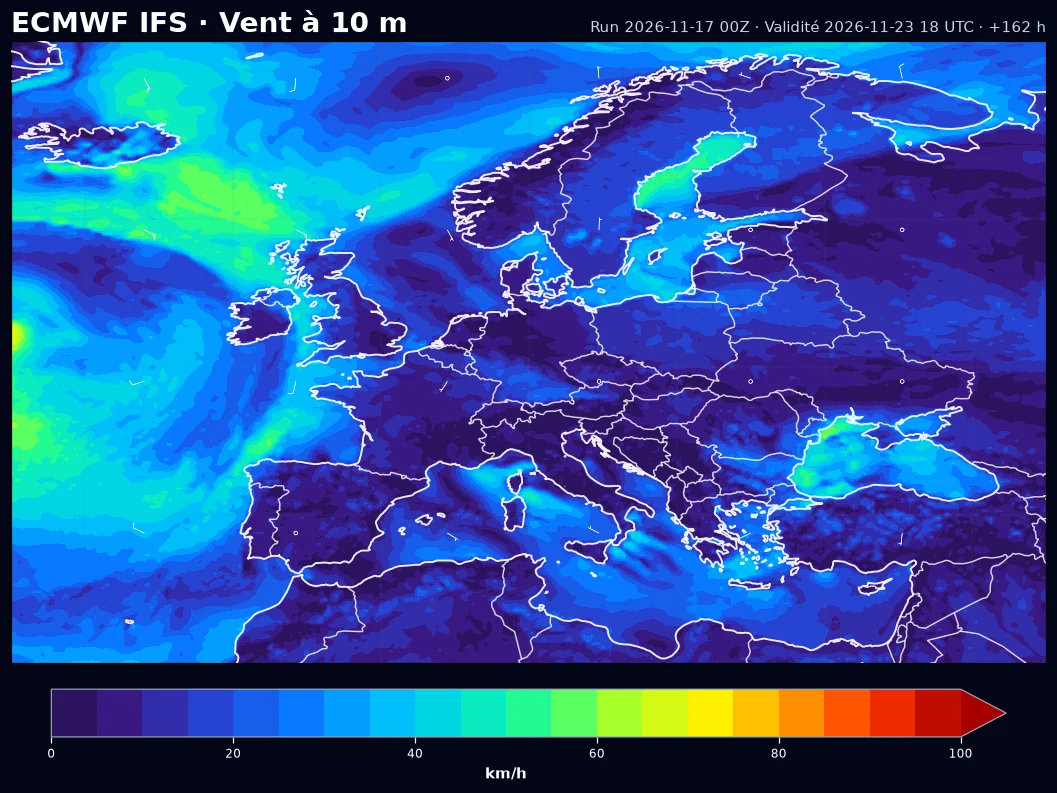 ECMWF IFS · Vent à 10 m
Run 2026-11-17 00Z · Validité 2026-11-23 18 UTC · +162 h
0 20 40 60 80 100
km/h